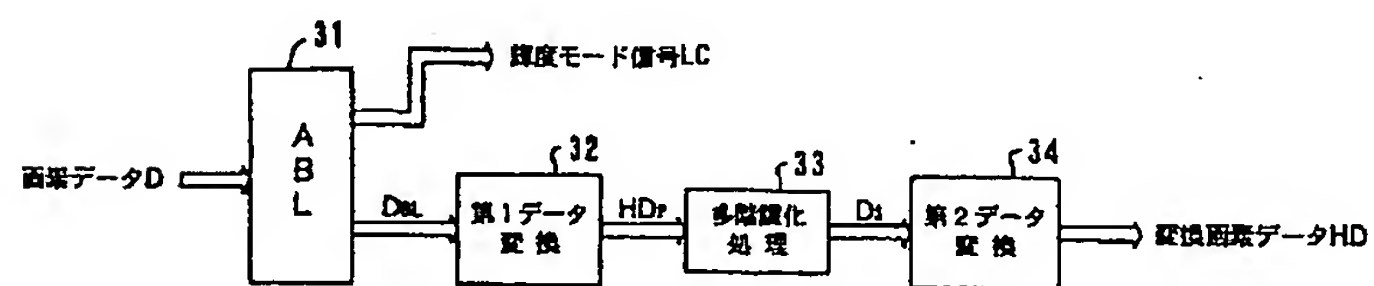 31
輝度モード信号LC
A
B
L
画素データD
DBL
32
第1データ
変換
HDP
33
多階調化
処理
DS
34
第2データ
変換
変換画素データHD